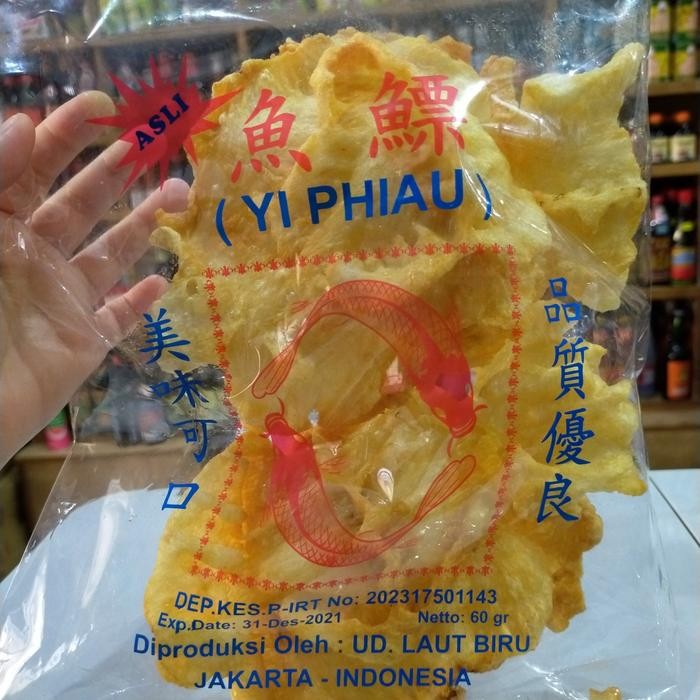 ASLI
魚鰾
( YI PHIAU )
美味可口
品質優良
DEP.KES.P-IRT No: 202317501143
Exp.Date: 31-Des-2021 Netto: 60 gr
Diproduksi Oleh : UD. LAUT BIRU
JAKARTA - INDONESIA